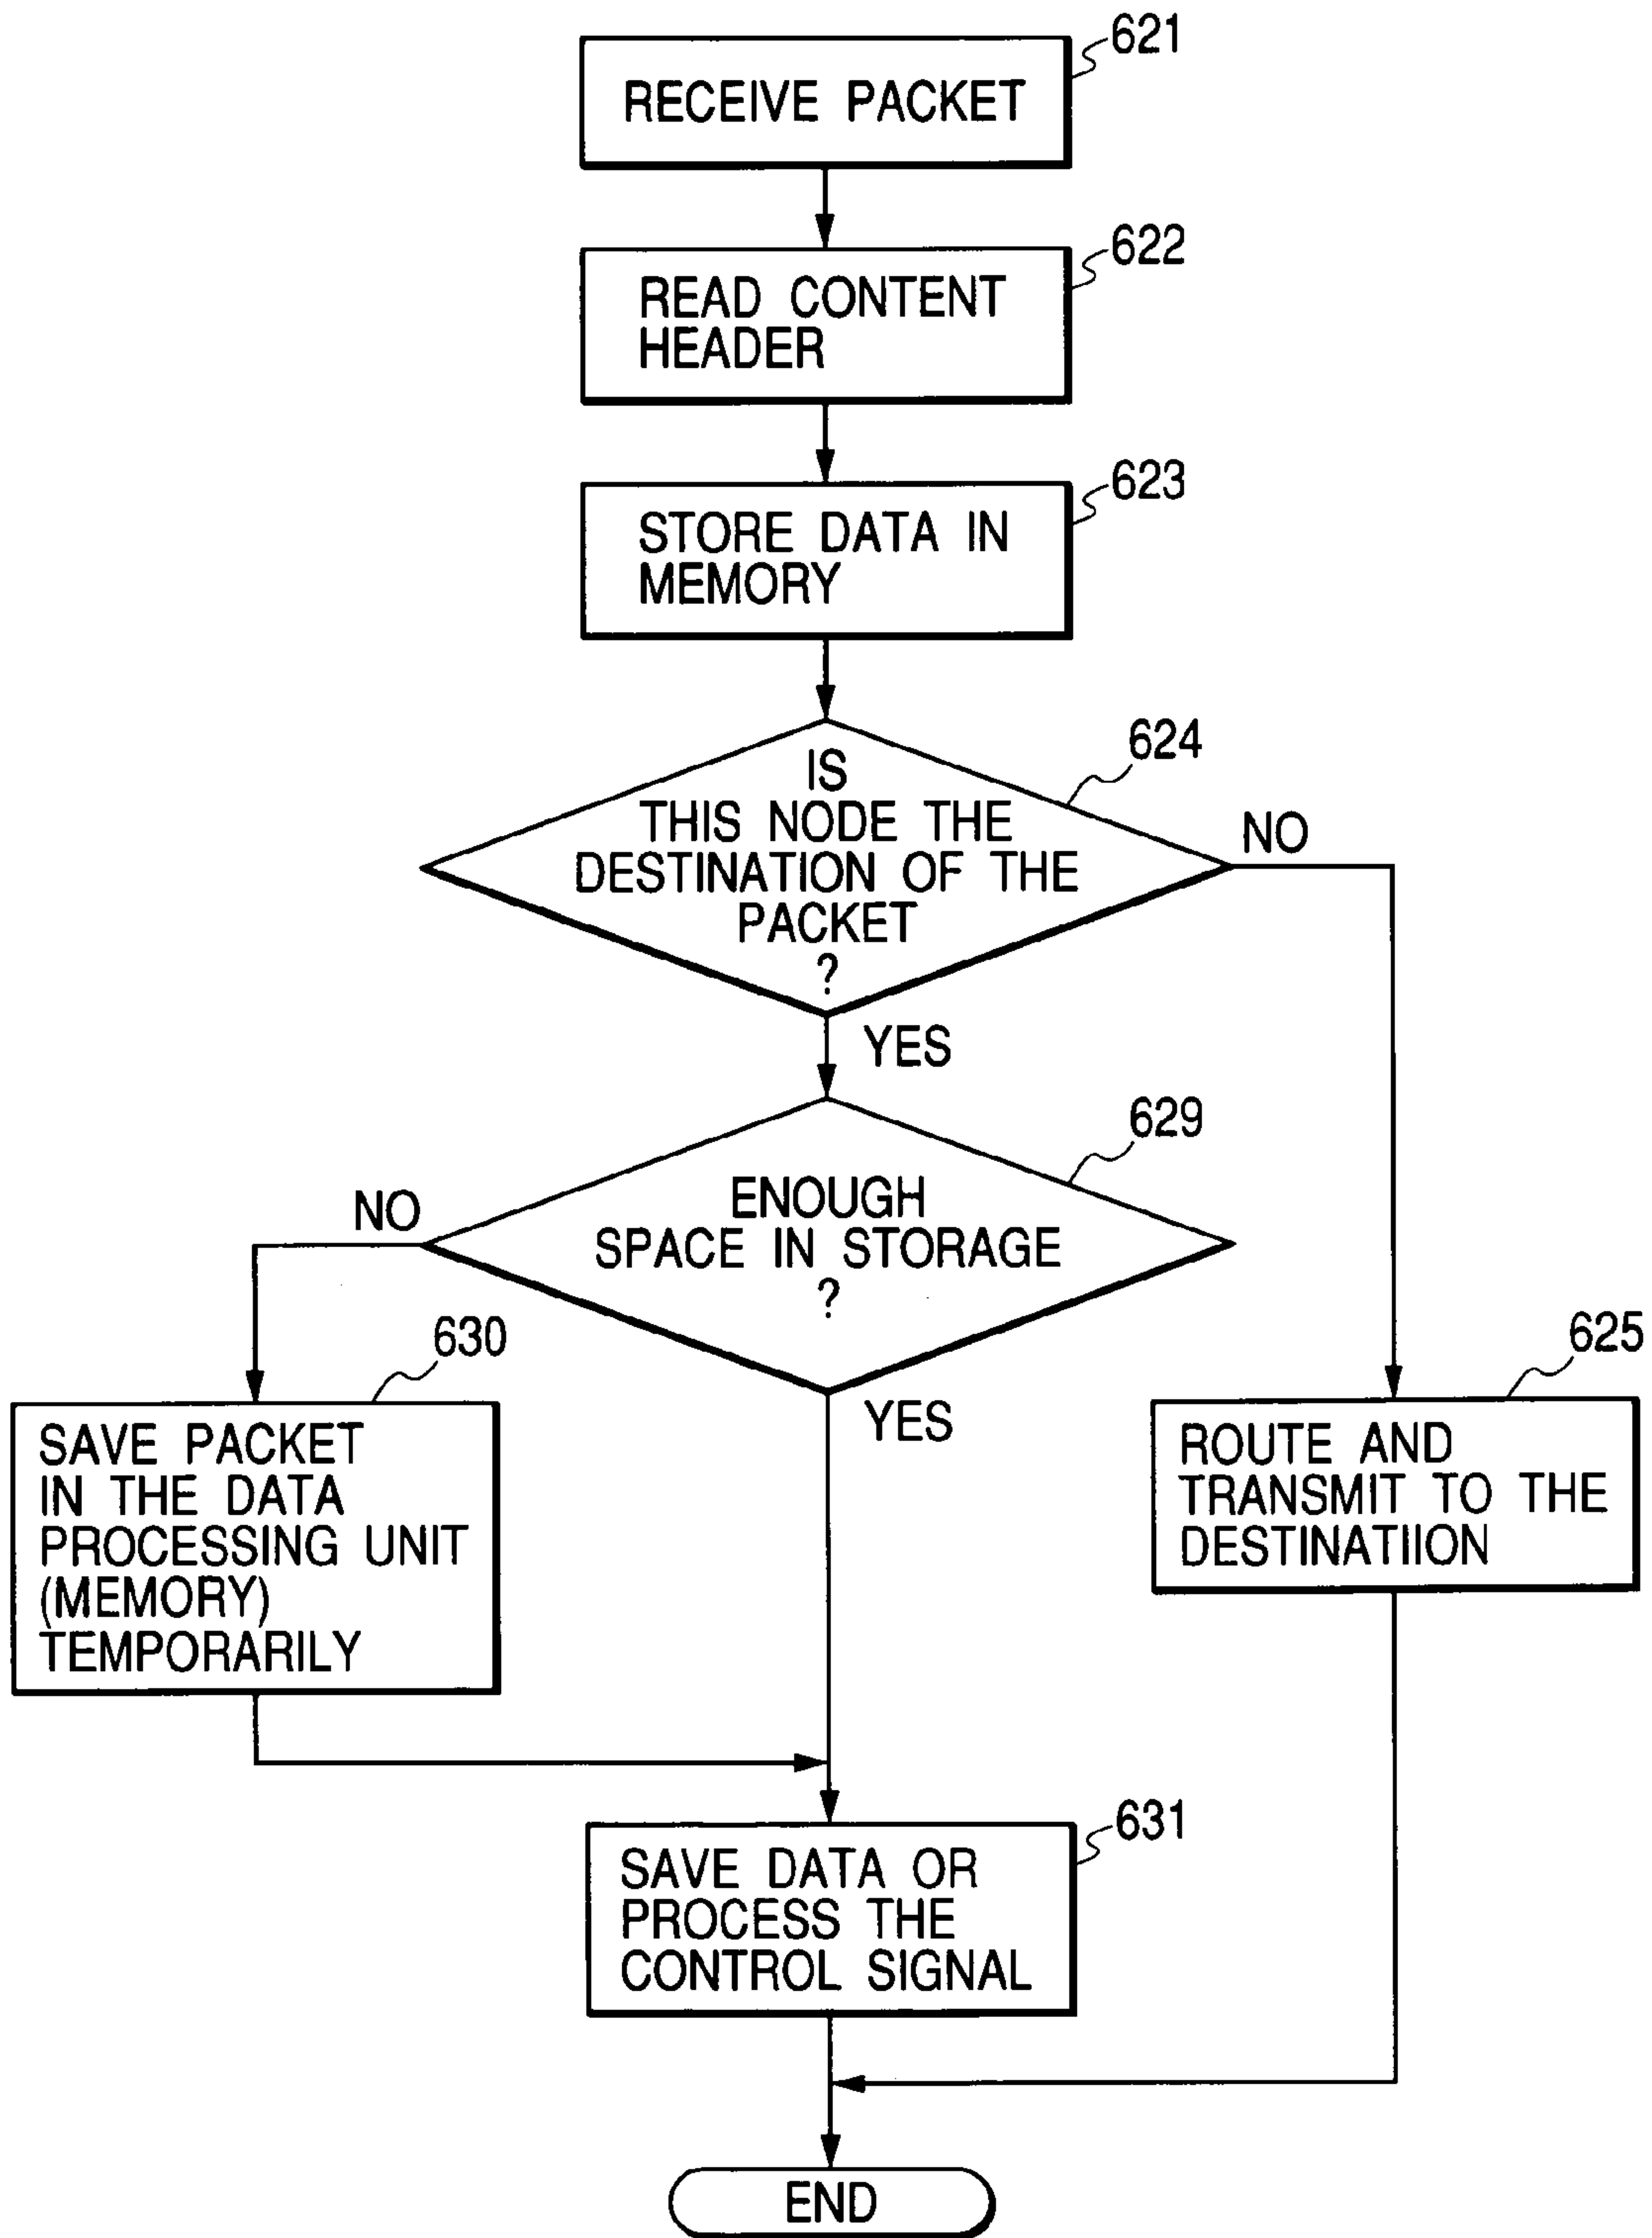 621
RECEIVE PACKET
622
READ CONTENT
HEADER
623
STORE DATA IN
MEMORY
624
IS
THIS NODE THE
DESTINATION OF THE
PACKET
?
NO
YES
629
ENOUGH
SPACE IN STORAGE
?
NO
YES
630
SAVE PACKET
IN THE DATA
PROCESSING UNIT
(MEMORY)
TEMPORARILY
625
ROUTE AND
TRANSMIT TO THE
DESTINATIION
631
SAVE DATA OR
PROCESS THE
CONTROL SIGNAL
END